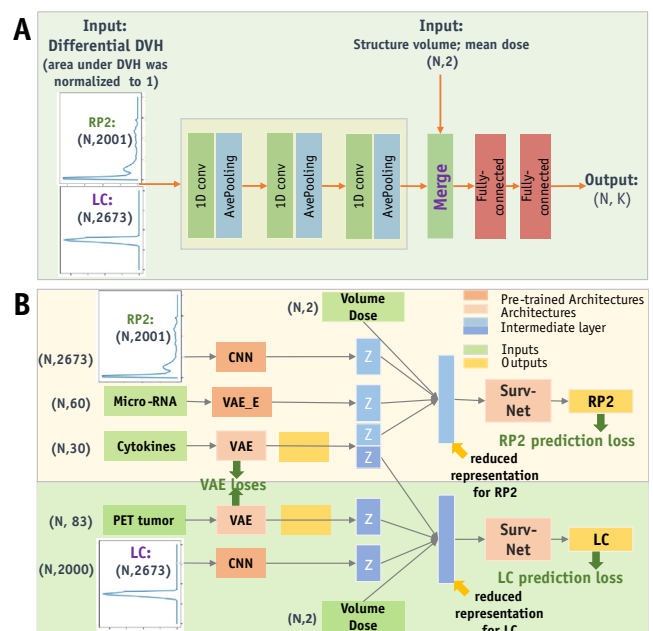 A
Input:
Differential DVH
(area under DVH was
normalized to 1)
RP2:
(N,2001)
LC:
(N,2673)
Input:
Structure volume; mean dose
(N,2)
1D conv
AvePooling
1D conv
AvePooling
1D conv
AvePooling
Merge
Fully-
connected
Fully-
connected
Output:
(N, K)
B
RP2:
(N,2001)
(N,2)
Volume
Dose
Pre-trained Architectures
Architectures
Intermediate layer
Inputs
Outputs
(N,2673)
CNN
Z
(N,60)
Micro-RNA
VAE_E
Z
(N,30)
Cytokines
VAE
Z
Z
Surv-
Net
RP2
RP2 prediction loss
reduced
representation
for RP2
VAE loses
(N, 83)
PET tumor
VAE
Z
LC:
(N,2673)
(N,2000)
CNN
Z
Surv-
Net
LC
LC prediction loss
reduced
representation
for LC
(N,2)
Volume
Dose